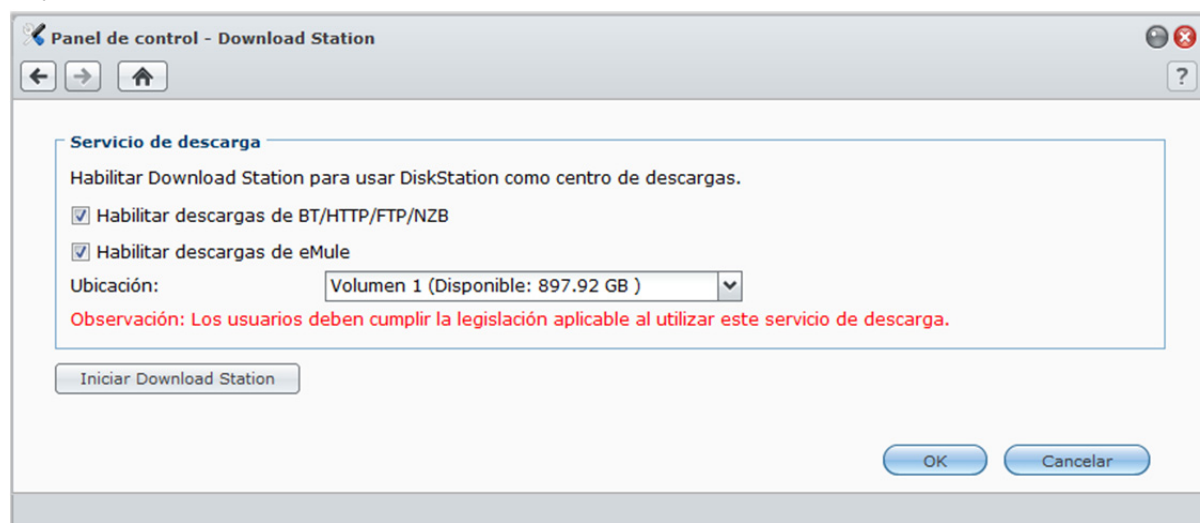 Panel de control - Download Station
?
Servicio de descarga
Habilitar Download Station para usar DiskStation como centro de descargas.
Habilitar descargas de BT/HTTP/FTP/NZB
Habilitar descargas de eMule
Ubicación: Volumen 1 (Disponible: 897.92 GB )
Observación: Los usuarios deben cumplir la legislación aplicable al utilizar este servicio de descarga.
Iniciar Download Station
OK Cancelar